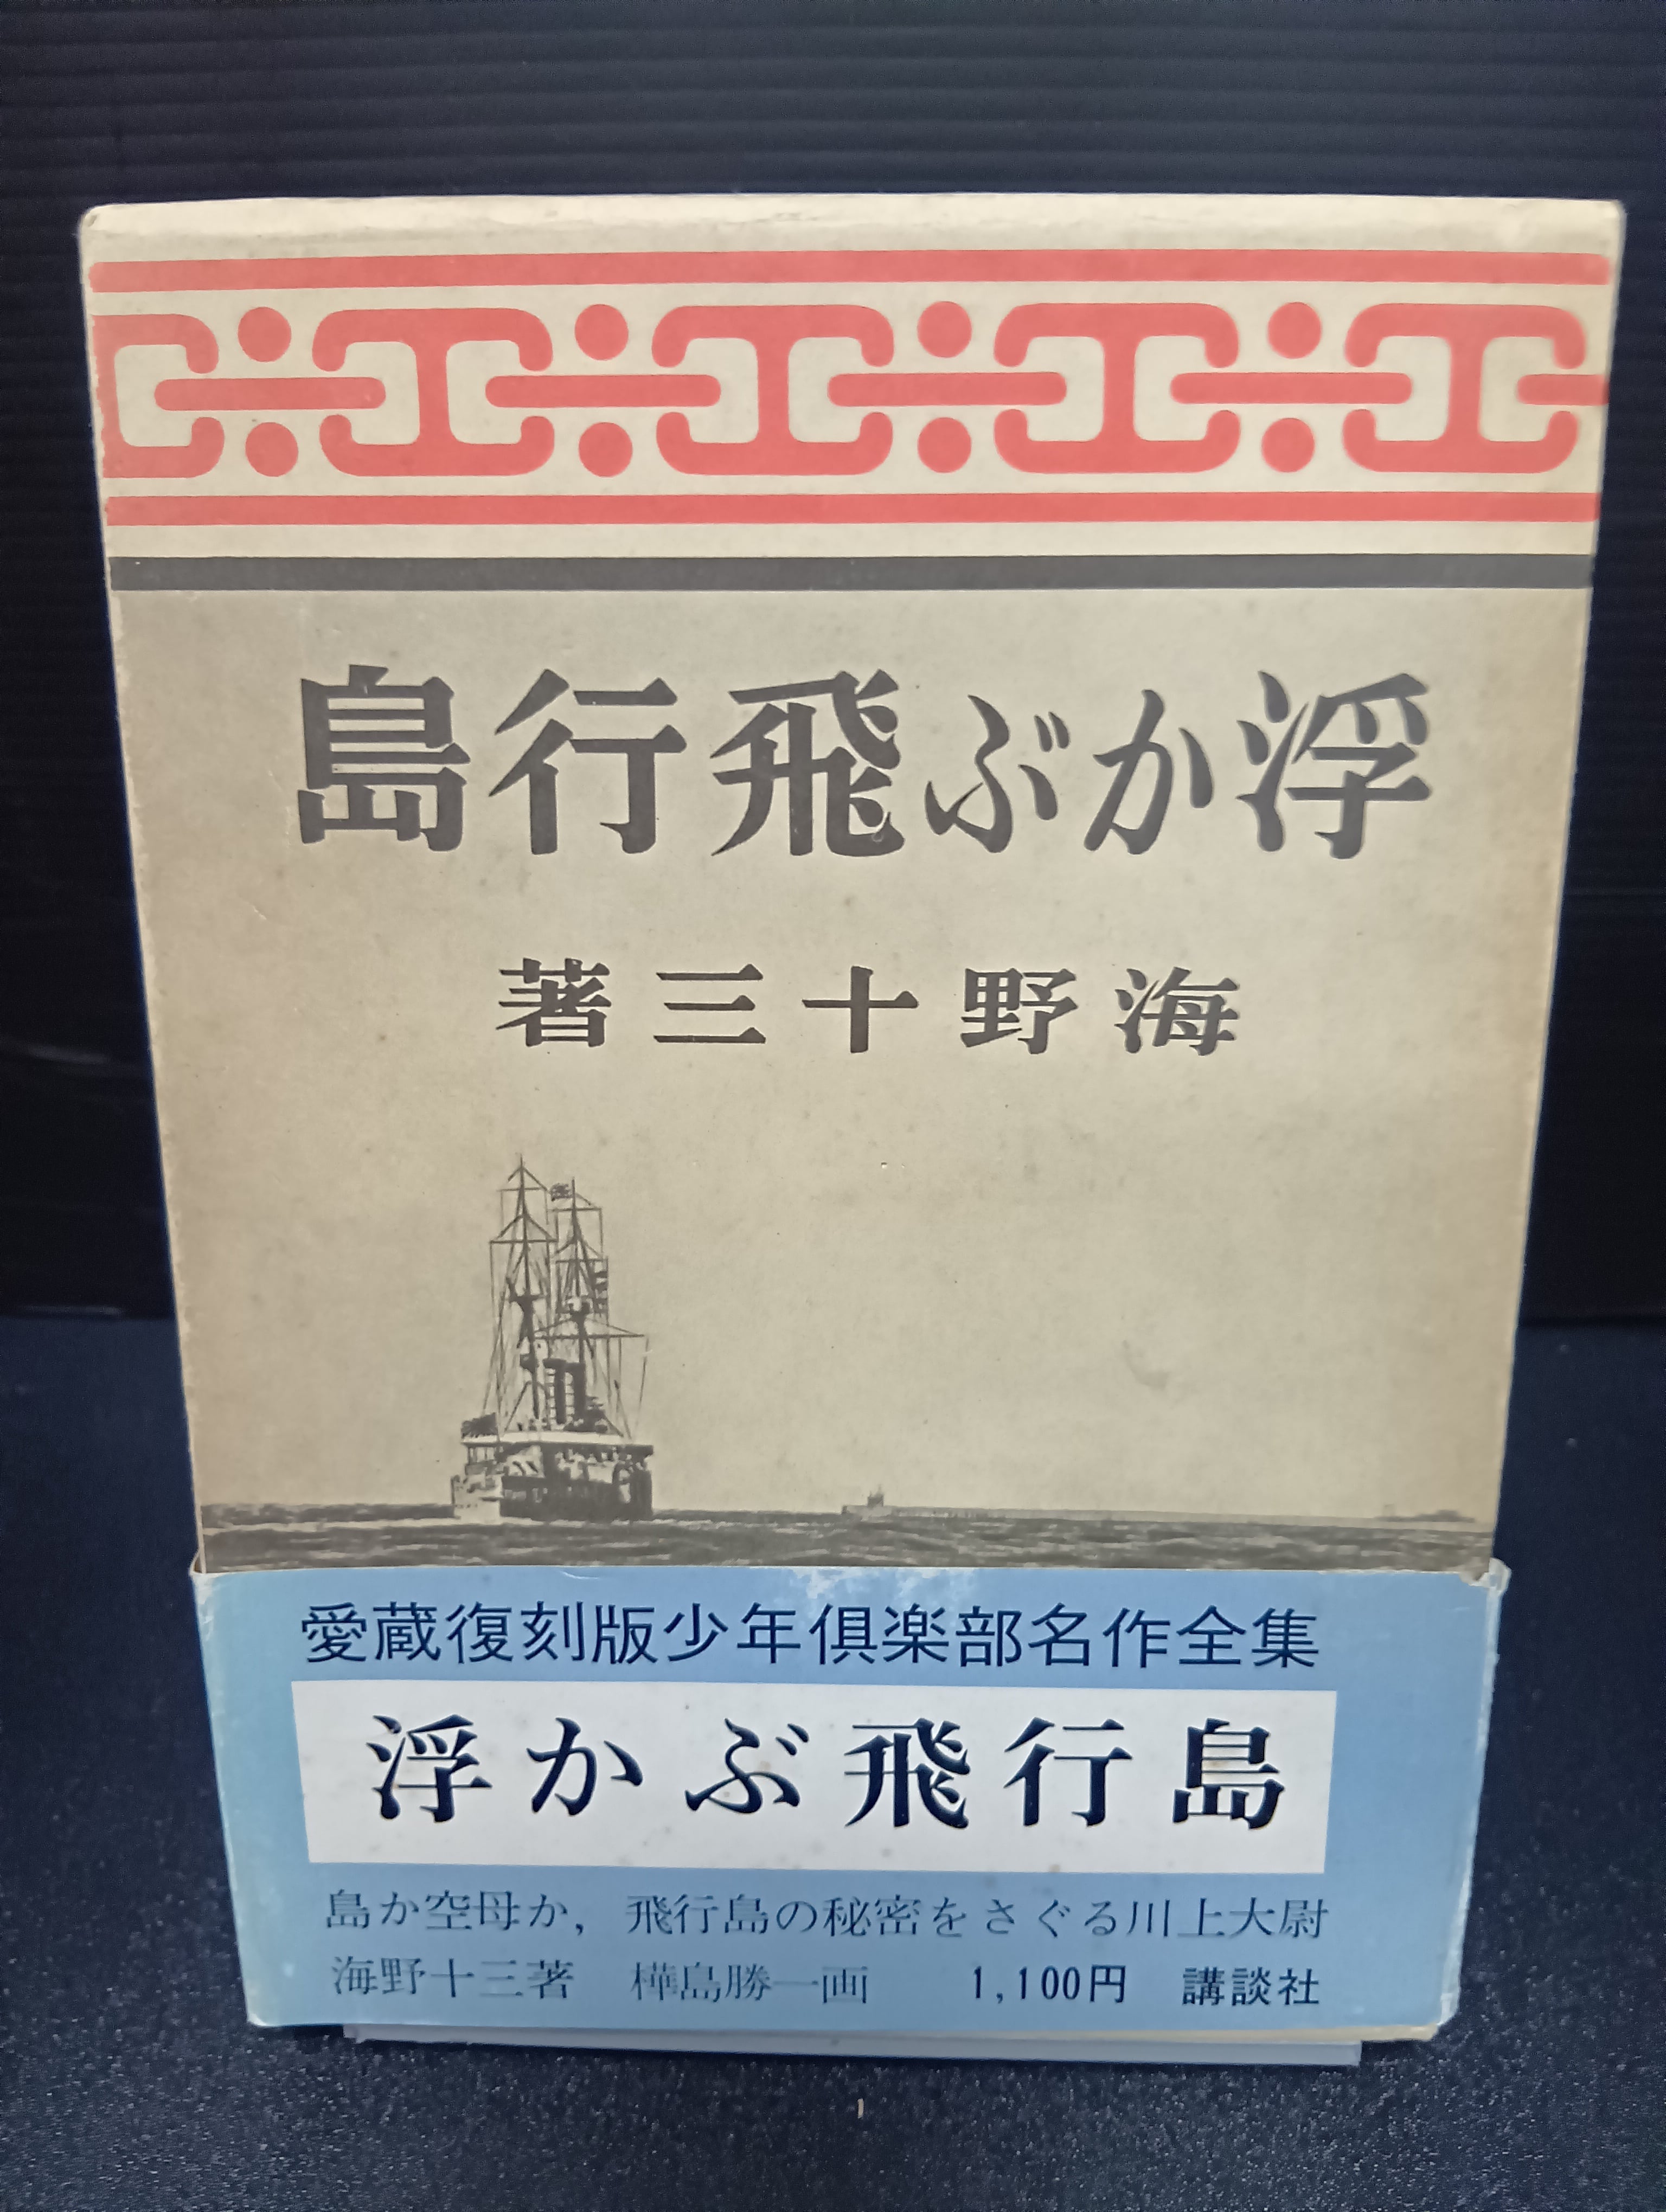 浮かぶ飛行島
海野十三著
愛蔵復刻版少年倶楽部名作全集
浮かぶ飛行島
島か空母か，飛行島の秘密をさぐる川上大尉
海野十三著　樺島勝一画　1,100円　講談社